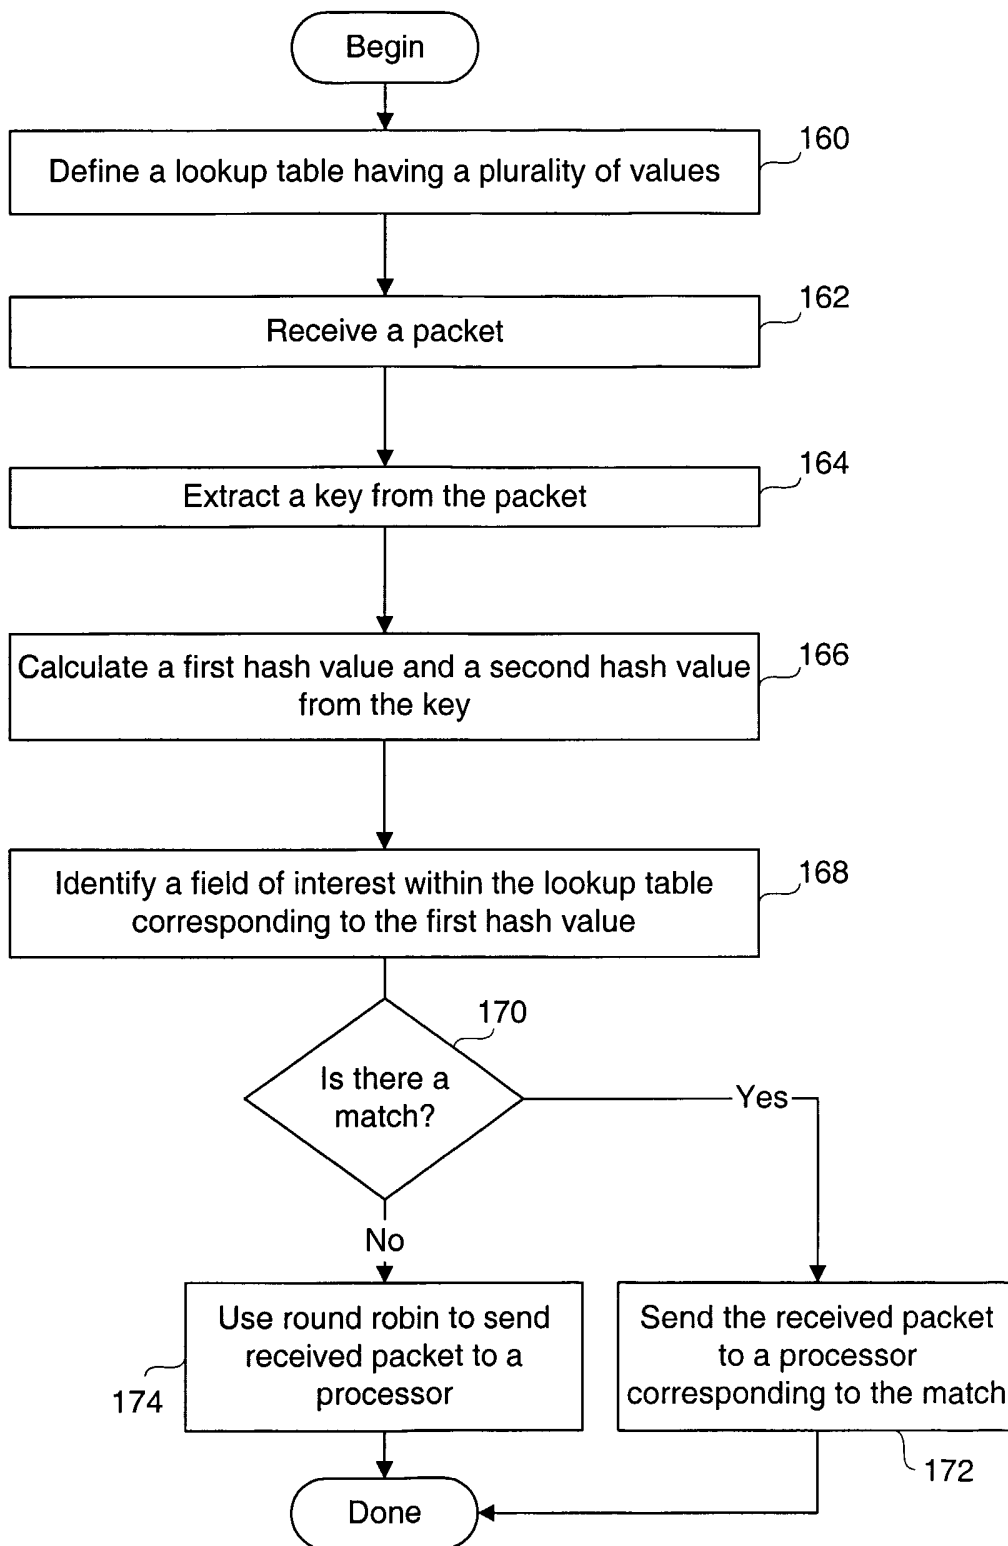 Begin
160
Define a lookup table having a plurality of values
162
Receive a packet
164
Extract a key from the packet
166
Calculate a first hash value and a second hash value
from the key
168
Identify a field of interest within the lookup table
corresponding to the first hash value
170
Is there a
match?
Yes
No
Use round robin to send
received packet to a
processor
174
Send the received packet
to a processor
corresponding to the match
172
Done